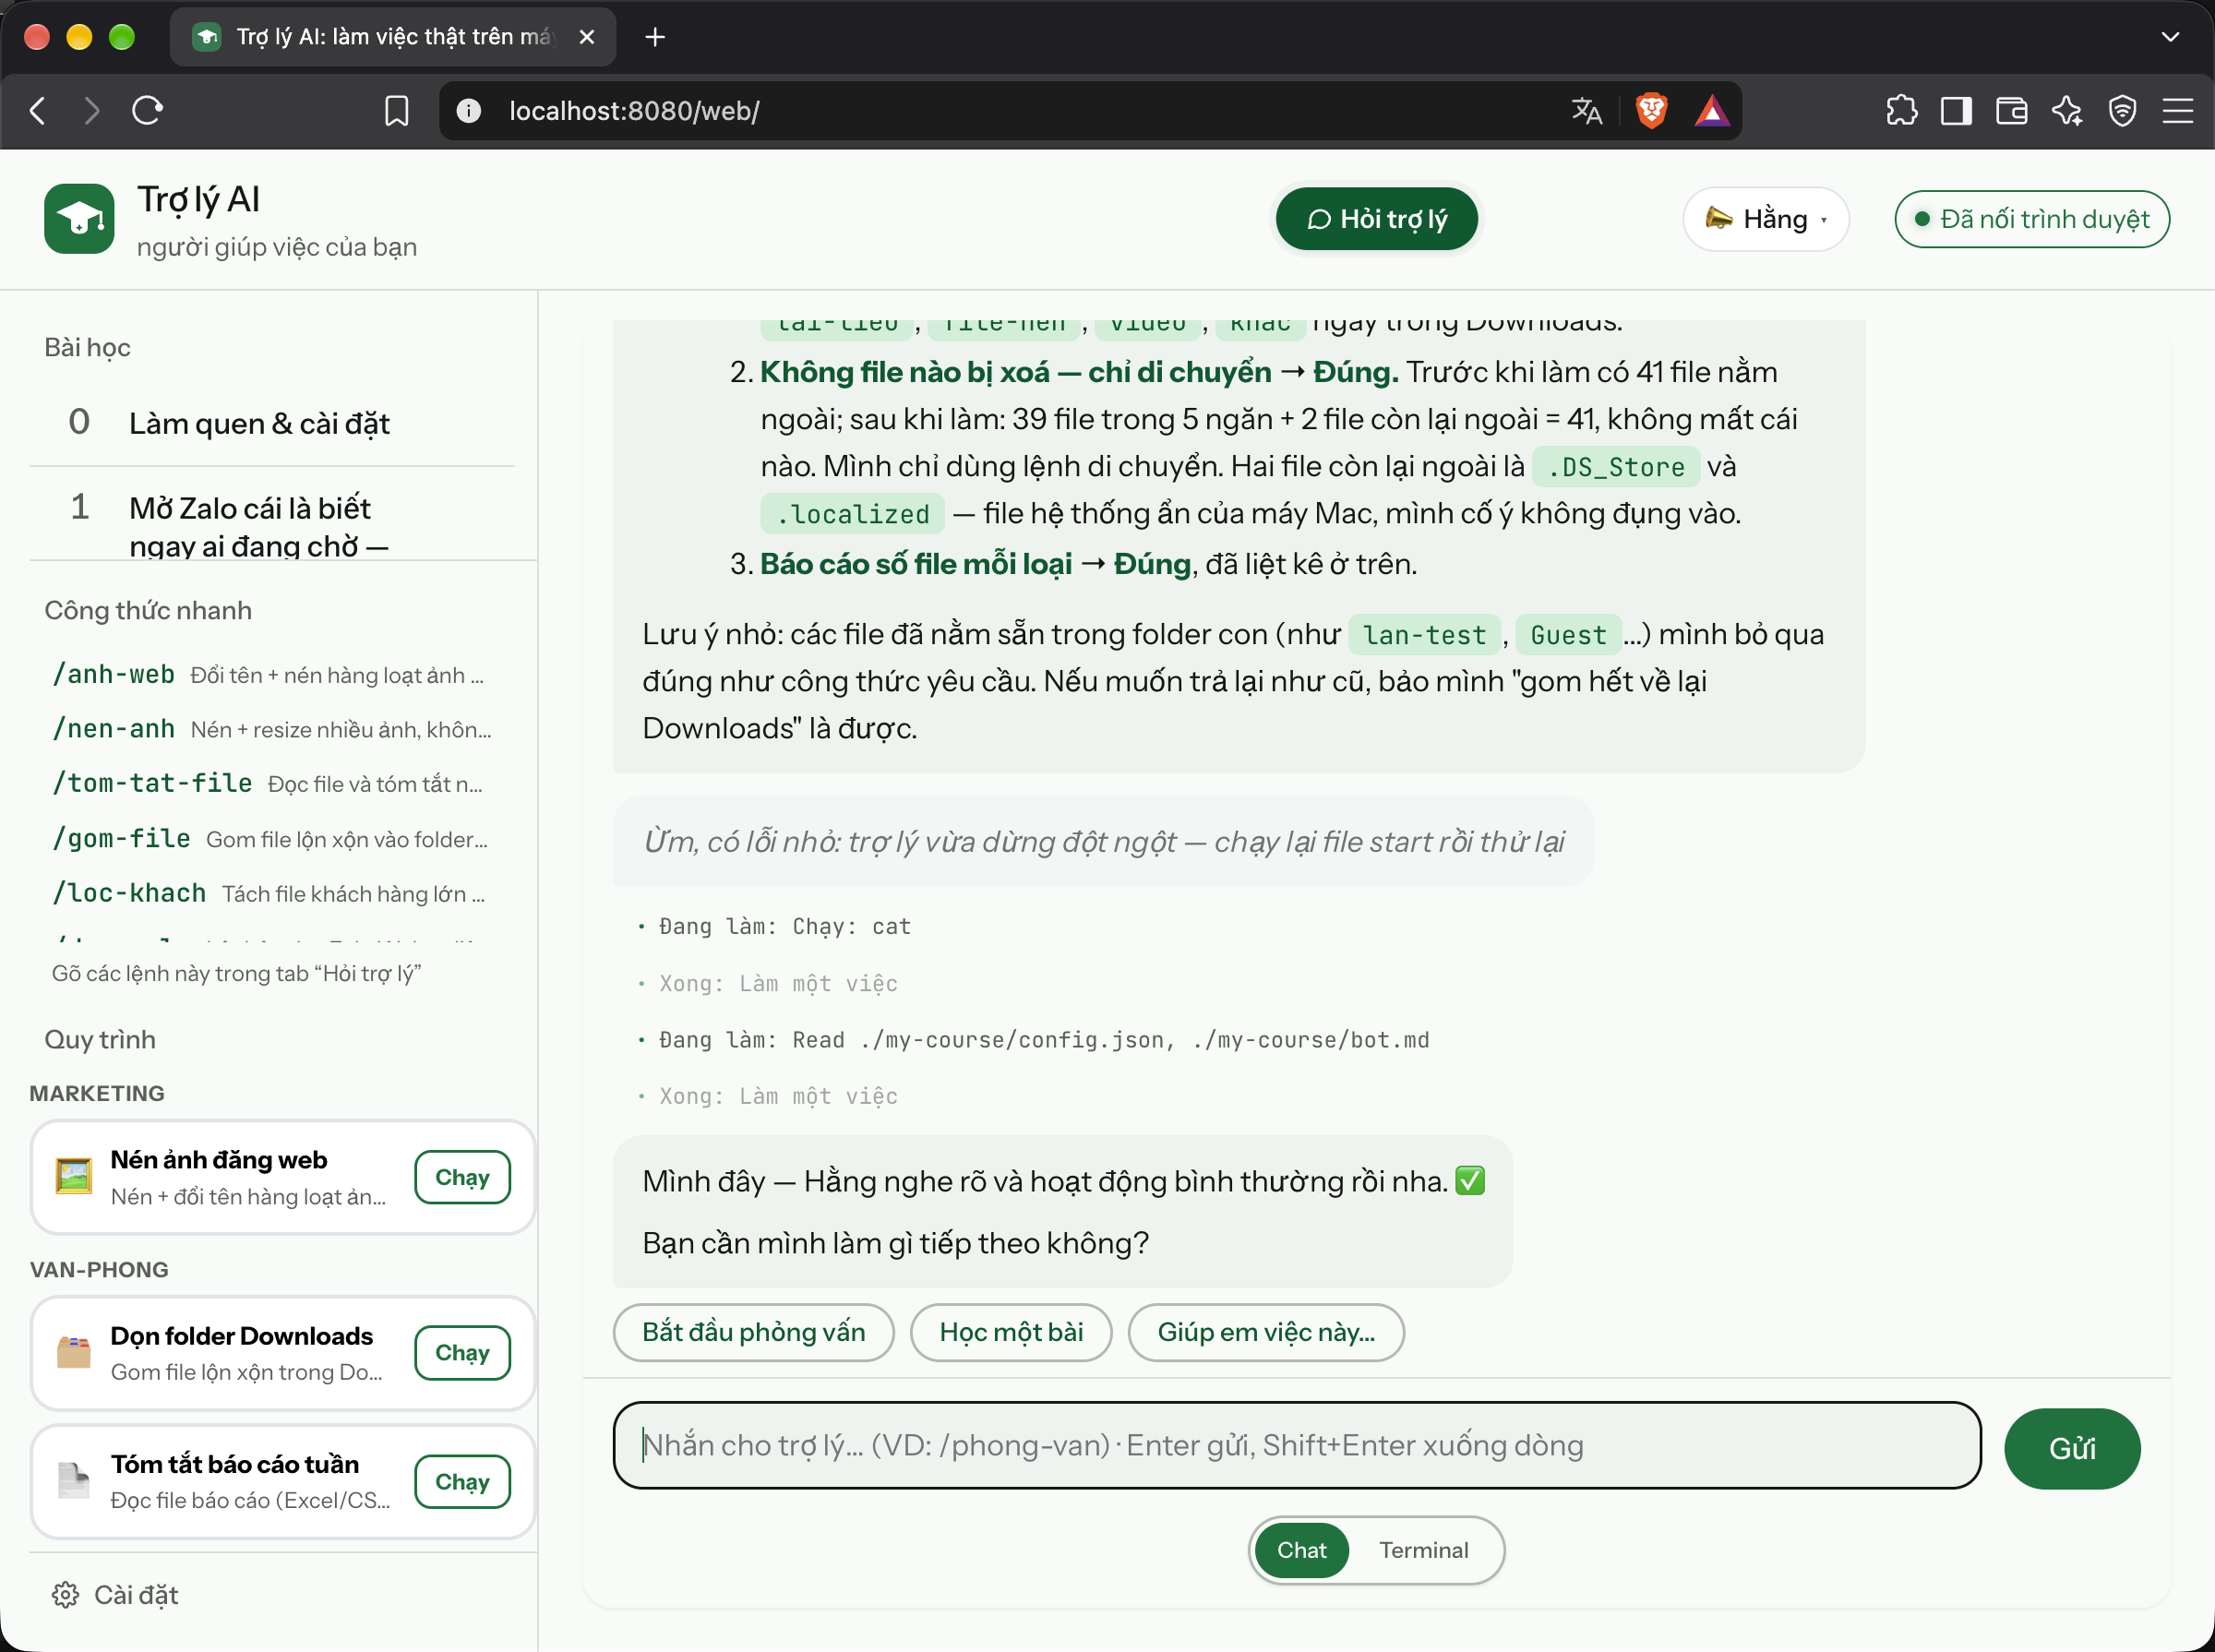 Trợ lý AI: làm việc thật trên
localhost:8080/web/
Trợ lý AI
người giúp việc của bạn
Hỏi trợ lý
Hằng
Đã nối trình duyệt
Bài học
0 Làm quen & cài đặt
1 Mở Zalo cái là biết
ngay ai đang chờ —
Công thức nhanh
/anh-web Đổi tên + nén hàng loạt ảnh ...
/nen-anh Nén + resize nhiều ảnh, khôn...
/tom-tat-file Đọc file và tóm tắt n...
/gom-file Gom file lộn xộn vào folder...
/loc-khach Tách file khách hàng lớn ...
Gõ các lệnh này trong tab “Hỏi trợ lý”
Quy trình
MARKETING
Nén ảnh đăng web
Nén + đổi tên hàng loạt ản...
Chạy
VAN-PHONG
Dọn folder Downloads
Gom file lộn xộn trong Do...
Chạy
Tóm tắt báo cáo tuần
Đọc file báo cáo (Excel/CS...
Chạy
Cài đặt
tai-lieu, file-nen, video, khac ngay trong Downloads.
2. Không file nào bị xoá — chỉ di chuyển → Đúng. Trước khi làm có 41 file nằm
ngoài; sau khi làm: 39 file trong 5 ngăn + 2 file còn lại ngoài = 41, không mất cái
nào. Mình chỉ dùng lệnh di chuyển. Hai file còn lại ngoài là .DS_Store và
.localized — file hệ thống ẩn của máy Mac, mình cố ý không đụng vào.
3. Báo cáo số file mỗi loại → Đúng, đã liệt kê ở trên.
Lưu ý nhỏ: các file đã nằm sẵn trong folder con (như lan-test, Guest...) mình bỏ qua
đúng như công thức yêu cầu. Nếu muốn trả lại như cũ, bảo mình "gom hết về lại
Downloads" là được.
Ừm, có lỗi nhỏ: trợ lý vừa dừng đột ngột — chạy lại file start rồi thử lại
• Đang làm: Chạy: cat
• Xong: Làm một việc
• Đang làm: Read ./my-course/config.json, ./my-course/bot.md
• Xong: Làm một việc
Mình đây — Hằng nghe rõ và hoạt động bình thường rồi nha. ✅
Bạn cần mình làm gì tiếp theo không?
Bắt đầu phỏng vấn
Học một bài
Giúp em việc này...
Nhắn cho trợ lý... (VD: /phong-van) · Enter gửi, Shift+Enter xuống dòng
Gửi
Chat
Terminal